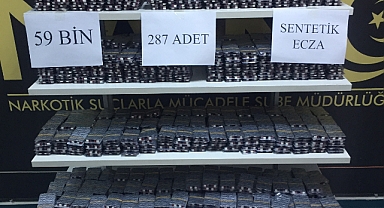 59 BİN
287 ADET
SENTETİK
ECZA
NARKOTİK SUÇLARLA MÜCADELE ŞUBE MÜDÜRLÜĞ